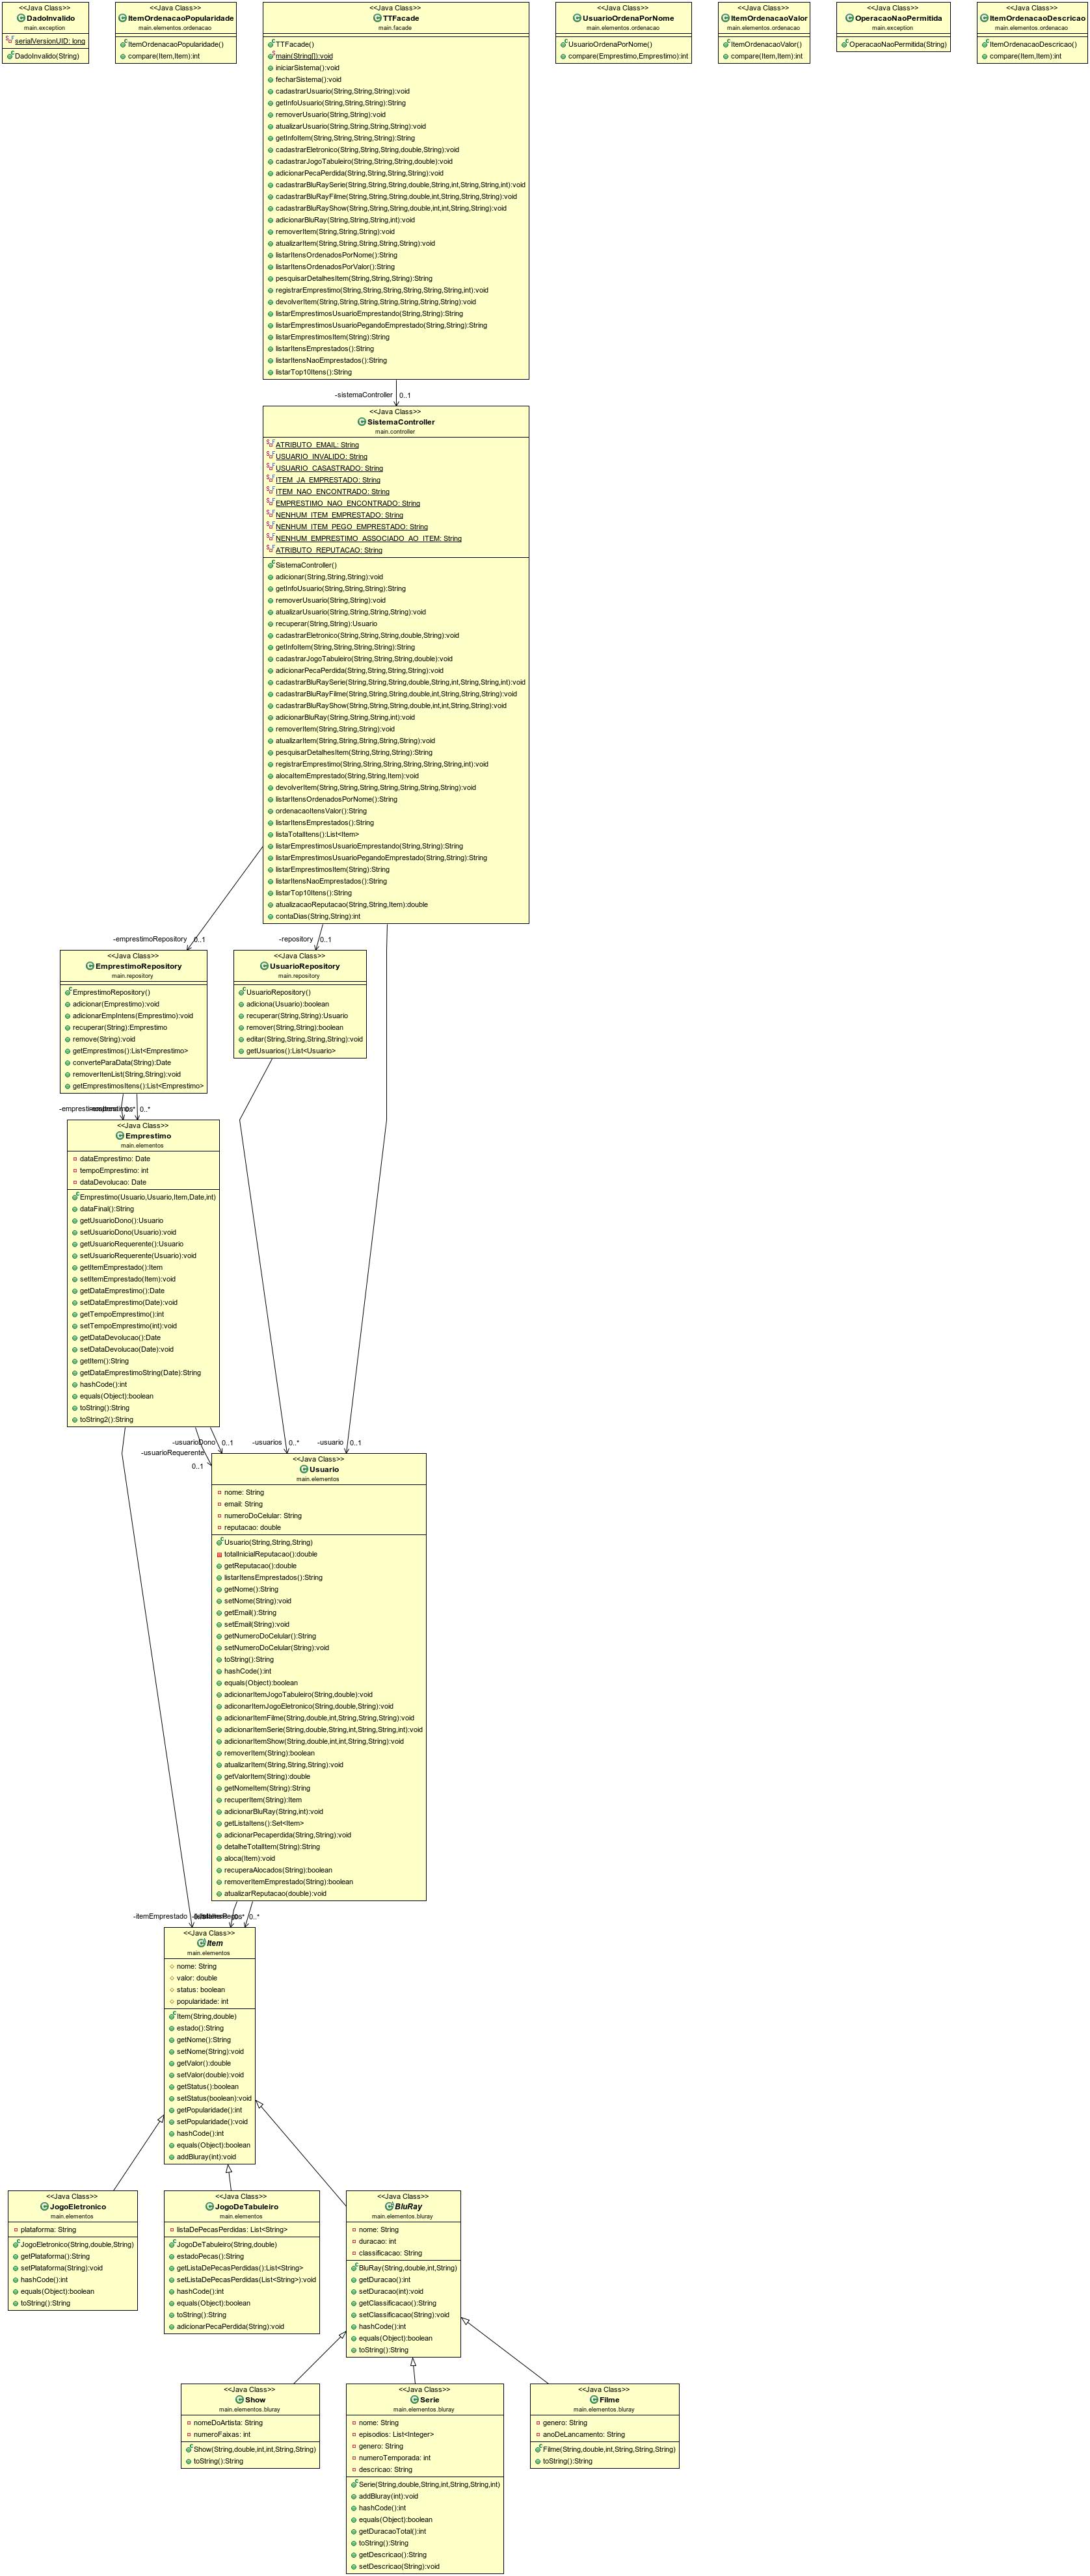 <<Java Class>>
DadoInvalido
main.exception
serialVersionUID: long
DadoInvalido(String)
<<Java Class>>
ItemOrdenacaoPopularidade
main.elementos.ordenacao
ItemOrdenacaoPopularidade()
compare(Item,Item):int
<<Java Class>>
TTFacade
main.facade
TTFacade()
main(String[]):void
iniciarSistema():void
fecharSistema():void
cadastrarUsuario(String,String,String):void
getInfoUsuario(String,String,String):String
removerUsuario(String,String):void
atualizarUsuario(String,String,String,String):void
getInfoItem(String,String,String,String):String
cadastrarEletronico(String,String,String,double,String):void
cadastrarJogoTabuleiro(String,String,String,double):void
adicionarPecaPerdida(String,String,String,String):void
cadastrarBluRaySerie(String,String,String,double,String,int,String,String,int):void
cadastrarBluRayFilme(String,String,String,double,int,String,String,String):void
cadastrarBluRayShow(String,String,String,double,int,int,String,String):void
adicionarBluRay(String,String,String,int):void
removerItem(String,String,String):void
atualizarItem(String,String,String,String,String):void
listarItensOrdenadosPorNome():String
listarItensOrdenadosPorValor():String
pesquisarDetalhesItem(String,String,String):String
registrarEmprestimo(String,String,String,String,String,String,int):void
devolverItem(String,String,String,String,String,String,String):void
listarEmprestimosUsuarioEmprestando(String,String):String
listarEmprestimosUsuarioPegandoEmprestado(String,String):String
listarEmprestimosItem(String):String
listarItensEmprestados():String
listarItensNaoEmprestados():String
listarTop10Itens():String
<<Java Class>>
UsuarioOrdenaPorNome
main.elementos.ordenacao
UsuarioOrdenaPorNome()
compare(Emprestimo,Emprestimo):int
<<Java Class>>
ItemOrdenacaoValor
main.elementos.ordenacao
ItemOrdenacaoValor()
compare(Item,Item):int
<<Java Class>>
OperacaoNaoPermitida
main.exception
OperacaoNaoPermitida(String)
<<Java Class>>
ItemOrdenacaoDescricao
main.elementos.ordenacao
ItemOrdenacaoDescricao()
compare(Item,Item):int
-sistemaController 0..1
<<Java Class>>
SistemaController
main.controller
ATRIBUTO_EMAIL: String
USUARIO_INVALIDO: String
USUARIO_CASASTRADO: String
ITEM_JA_EMPRESTADO: String
ITEM_NAO_ENCONTRADO: String
EMPRESTIMO_NAO_ENCONTRADO: String
NENHUM_ITEM_EMPRESTADO: String
NENHUM_ITEM_PEGO_EMPRESTADO: String
NENHUM_EMPRESTIMO_ASSOCIADO_AO_ITEM: String
ATRIBUTO_REPUTACAO: String
SistemaController()
adicionar(String,String,String):void
getInfoUsuario(String,String,String):String
removerUsuario(String,String):void
atualizarUsuario(String,String,String,String):void
recuperar(String,String):Usuario
cadastrarEletronico(String,String,String,double,String):void
getInfoItem(String,String,String,String):String
cadastrarJogoTabuleiro(String,String,String,double):void
adicionarPecaPerdida(String,String,String,String):void
cadastrarBluRaySerie(String,String,String,double,String,int,String,String,int):void
cadastrarBluRayFilme(String,String,String,double,int,String,String,String):void
cadastrarBluRayShow(String,String,String,double,int,int,String,String):void
adicionarBluRay(String,String,String,int):void
removerItem(String,String,String):void
atualizarItem(String,String,String,String,String):void
pesquisarDetalhesItem(String,String,String):String
registrarEmprestimo(String,String,String,String,String,String,int):void
alocaItemEmprestado(String,String,Item):void
devolverItem(String,String,String,String,String,String,String):void
listarItensOrdenadosPorNome():String
ordenacaoItensValor():String
listarItensEmprestados():String
listaTotalItens():List<Item>
listarEmprestimosUsuarioEmprestando(String,String):String
listarEmprestimosUsuarioPegandoEmprestado(String,String):String
listarEmprestimosItem(String):String
listarItensNaoEmprestados():String
listarTop10Itens():String
atualizacaoReputacao(String,String,Item):double
contaDias(String,String):int
-emprestimoRepository 0..1
-repository 0..1
<<Java Class>>
EmprestimoRepository
main.repository
EmprestimoRepository()
adicionar(Emprestimo):void
adicionarEmpIntens(Emprestimo):void
recuperar(String):Emprestimo
remove(String):void
getEmprestimos():List<Emprestimo>
converteParaData(String):Date
removerItenList(String,String):void
getEmprestimosItens():List<Emprestimo>
<<Java Class>>
UsuarioRepository
main.repository
UsuarioRepository()
adiciona(Usuario):boolean
recuperar(String,String):Usuario
remover(String,String):boolean
editar(String,String,String,String):void
getUsuarios():List<Usuario>
0..*
<<Java Class>>
Emprestimo
main.elementos
dataEmprestimo: Date
tempoEmprestimo: int
dataDevolucao: Date
Emprestimo(Usuario,Usuario,Item,Date,int)
dataFinal():String
getUsuarioDono():Usuario
setUsuarioDono(Usuario):void
getUsuarioRequerente():Usuario
setUsuarioRequerente(Usuario):void
getItemEmprestado():Item
setItemEmprestado(Item):void
getDataEmprestimo():Date
setDataEmprestimo(Date):void
getTempoEmprestimo():int
setTempoEmprestimo(int):void
getDataDevolucao():Date
setDataDevolucao(Date):void
getItem():String
getDataEmprestimoString(Date):String
hashCode():int
equals(Object):boolean
toString():String
toString2():String
-usuarioDono 0..1
-usuarioRequerente
0..1
-usuarios 0..*
-usuario 0..1
<<Java Class>>
Usuario
main.elementos
nome: String
email: String
numeroDoCelular: String
reputacao: double
Usuario(String,String,String)
totalInicialReputacao():double
getReputacao():double
listarItensEmprestados():String
getNome():String
setNome(String):void
getEmail():String
setEmail(String):void
getNumeroDoCelular():String
setNumeroDoCelular(String):void
toString():String
hashCode():int
equals(Object):boolean
adicionarItemJogoTabuleiro(String,double):void
adiconarItemJogoEletronico(String,double,String):void
adicionarItemFilme(String,double,int,String,String,String):void
adicionarItemSerie(String,double,String,int,String,String,int):void
adicionarItemShow(String,double,int,int,String,String):void
removerItem(String):boolean
atualizarItem(String,String,String):void
getValorItem(String):double
getNomeItem(String):String
recuperItem(String):Item
adicionarBluRay(String,int):void
getListaItens():Set<Item>
adicionarPecaperdida(String,String):void
detalheTotalItem(String):String
aloca(Item):void
recuperaAlocados(String):boolean
removerItemEmprestado(String):boolean
atualizarReputacao(double):void
-itemEmprestado
0..*
<<Java Class>>
Item
main.elementos
nome: String
valor: double
status: boolean
popularidade: int
Item(String,double)
estado():String
getNome():String
setNome(String):void
getValor():double
setValor(double):void
getStatus():boolean
setStatus(boolean):void
getPopularidade():int
setPopularidade():void
hashCode():int
equals(Object):boolean
addBluray(int):void
<<Java Class>>
JogoEletronico
main.elementos
plataforma: String
JogoEletronico(String,double,String)
getPlataforma():String
setPlataforma(String):void
hashCode():int
equals(Object):boolean
toString():String
<<Java Class>>
JogoDeTabuleiro
main.elementos
listaDePecasPerdidas: List<String>
JogoDeTabuleiro(String,double)
estadoPecas():String
getListaDePecasPerdidas():List<String>
setListaDePecasPerdidas(List<String>):void
hashCode():int
equals(Object):boolean
toString():String
adicionarPecaPerdida(String):void
<<Java Class>>
BluRay
main.elementos.bluray
nome: String
duracao: int
classificacao: String
BluRay(String,double,int,String)
getDuracao():int
setDuracao(int):void
getClassificacao():String
setClassificacao(String):void
hashCode():int
equals(Object):boolean
toString():String
<<Java Class>>
Show
main.elementos.bluray
nomeDoArtista: String
numeroFaixas: int
Show(String,double,int,int,String,String)
toString():String
<<Java Class>>
Serie
main.elementos.bluray
nome: String
episodios: List<Integer>
genero: String
numeroTemporada: int
descricao: String
Serie(String,double,String,int,String,String,int)
addBluray(int):void
hashCode():int
equals(Object):boolean
getDuracaoTotal():int
toString():String
getDescricao():String
setDescricao(String):void
<<Java Class>>
Filme
main.elementos.bluray
genero: String
anoDeLancamento: String
Filme(String,double,int,String,String,String)
toString():String